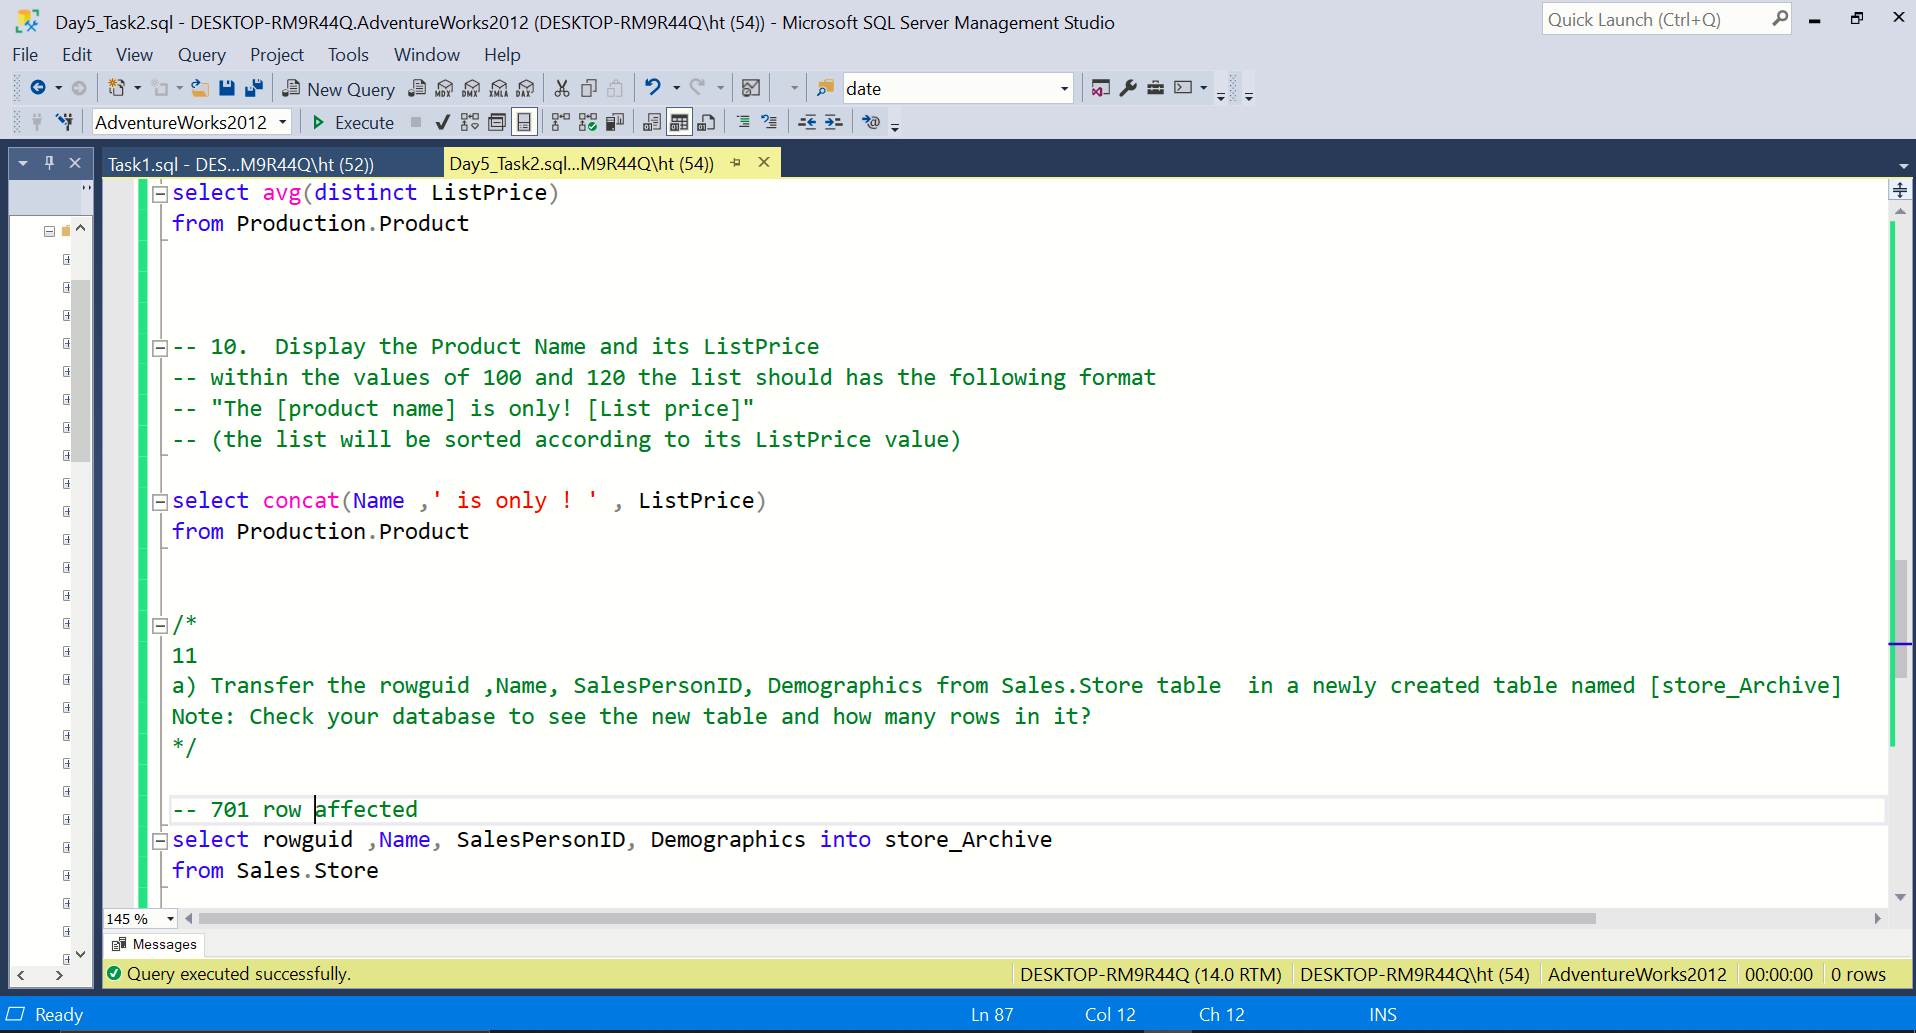 Day5_Task2.sql - DESKTOP-RM9R44Q.AdventureWorks2012 (DESKTOP-RM9R44Q\ht (54)) - Microsoft SQL Server Management Studio
Quick Launch (Ctrl+Q)
File Edit View Query Project Tools Window Help
New Query MDX DMX XMLA DAX date
AdventureWorks2012 Execute
Task1.sql - DES...M9R44Q\ht (52))
Day5_Task2.sql...M9R44Q\ht (54))
select avg(distinct ListPrice)
from Production.Product
-- 10.  Display the Product Name and its ListPrice
-- within the values of 100 and 120 the list should has the following format
-- "The [product name] is only! [List price]"
-- (the list will be sorted according to its ListPrice value)
select concat(Name ,' is only ! ' , ListPrice)
from Production.Product
/*
11
a) Transfer the rowguid ,Name, SalesPersonID, Demographics from Sales.Store table  in a newly created table named [store_Archive]
Note: Check your database to see the new table and how many rows in it?
*/
-- 701 row affected
select rowguid ,Name, SalesPersonID, Demographics into store_Archive
from Sales.Store
145 %
Messages
Query executed successfully.
DESKTOP-RM9R44Q (14.0 RTM) DESKTOP-RM9R44Q\ht (54) AdventureWorks2012 00:00:00 0 rows
Ready Ln 87 Col 12 Ch 12 INS